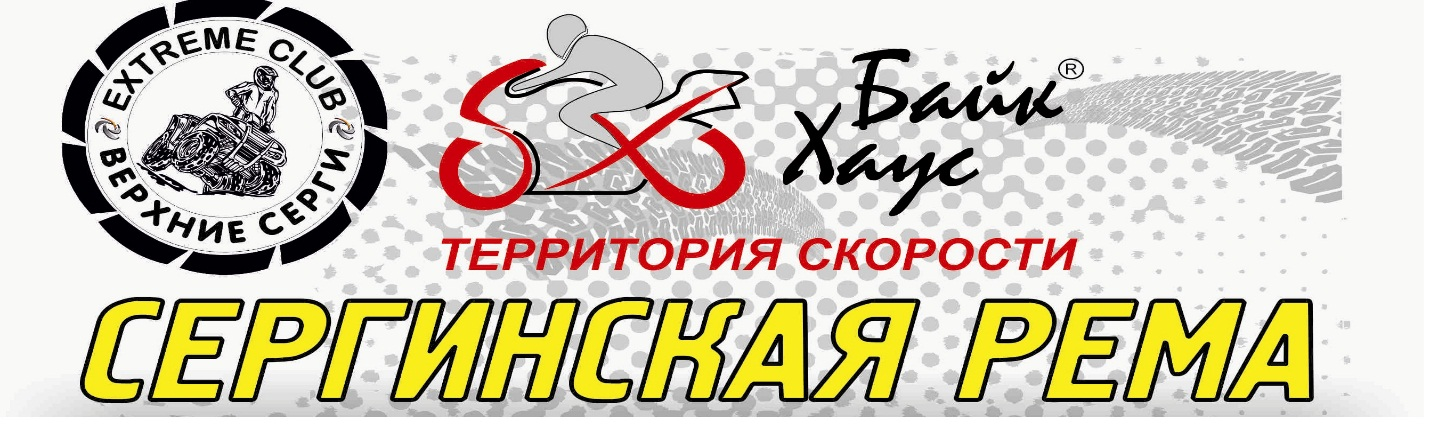 EXTREME CLUB
ВЕРХНИЕ СЕРГИ
Байк®
Хаус
ТЕРРИТОРИЯ СКОРОСТИ
СЕРГИНСКАЯ РЕМА